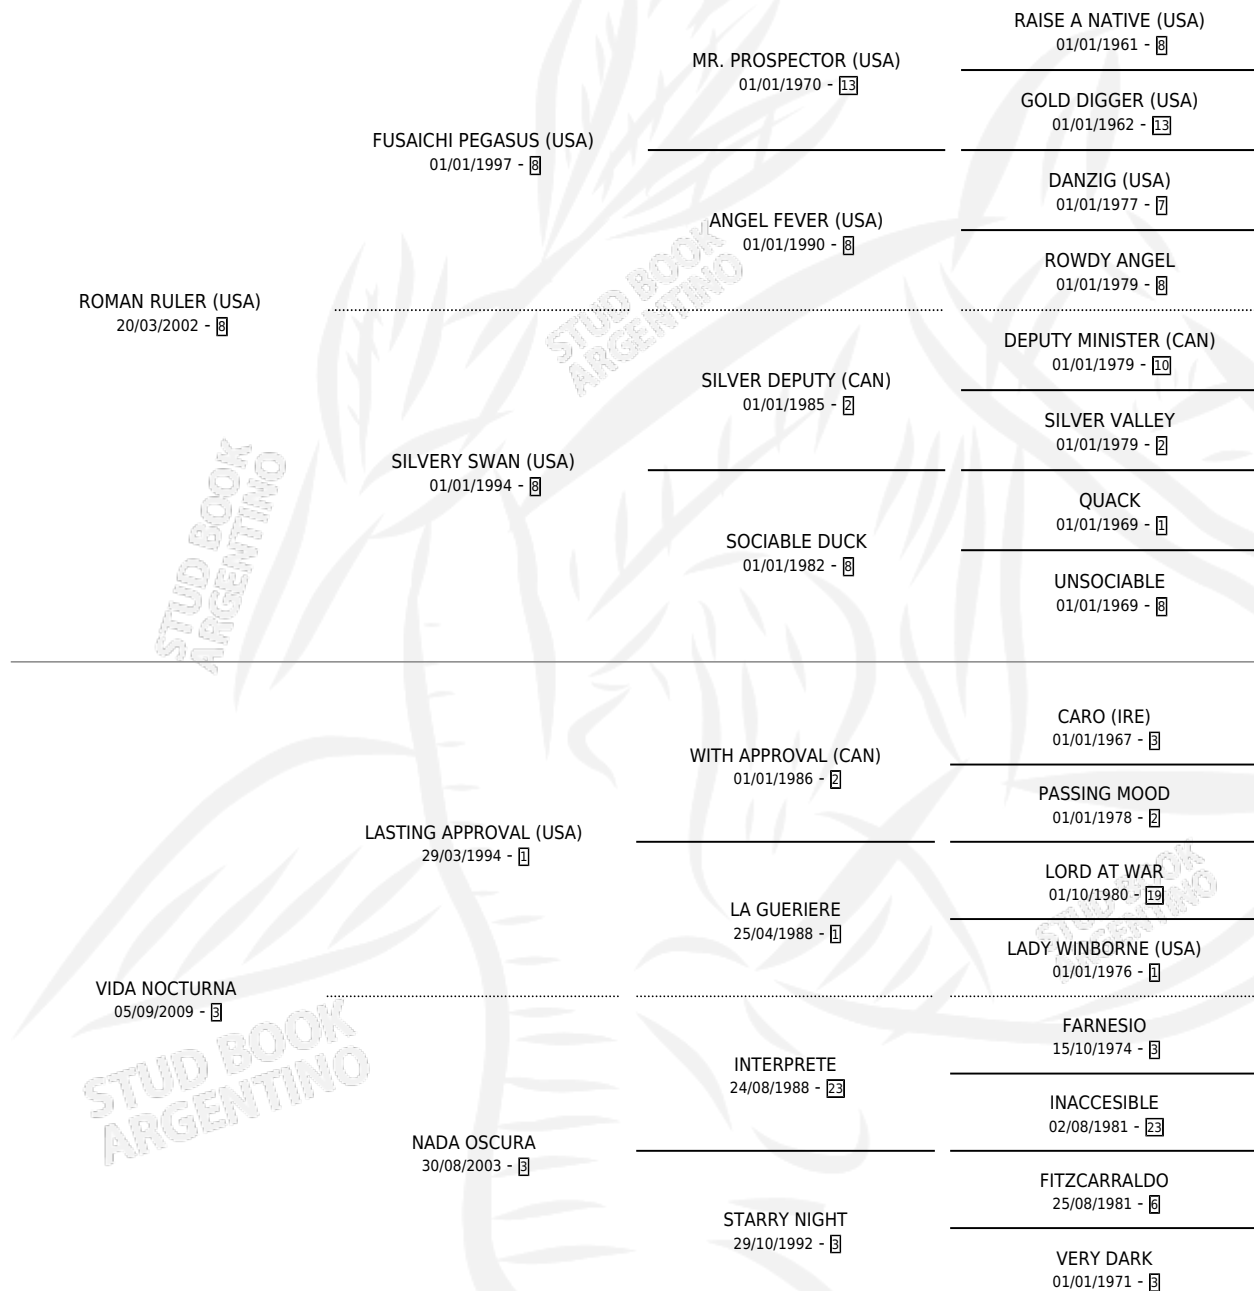 RAISE A NATIVE (USA)
01/01/1961 - 8
MR. PROSPECTOR (USA)
01/01/1970 - 13
GOLD DIGGER (USA)
01/01/1962 - 13
FUSAICHI PEGASUS (USA)
01/01/1997 - 8
DANZIG (USA)
01/01/1977 - 7
ANGEL FEVER (USA)
01/01/1990 - 8
ROWDY ANGEL
01/01/1979 - 8
ROMAN RULER (USA)
20/03/2002 - 8
DEPUTY MINISTER (CAN)
01/01/1979 - 10
SILVER DEPUTY (CAN)
01/01/1985 - 2
SILVER VALLEY
01/01/1979 - 2
SILVERY SWAN (USA)
01/01/1994 - 8
QUACK
01/01/1969 - 1
SOCIABLE DUCK
01/01/1982 - 8
UNSOCIABLE
01/01/1969 - 8
CARO (IRE)
01/01/1967 - 3
WITH APPROVAL (CAN)
01/01/1986 - 2
PASSING MOOD
01/01/1978 - 2
LASTING APPROVAL (USA)
29/03/1994 - 1
LORD AT WAR
01/10/1980 - 19
LA GUERIERE
25/04/1988 - 1
LADY WINBORNE (USA)
01/01/1976 - 1
VIDA NOCTURNA
05/09/2009 - 3
FARNESIO
15/10/1974 - 3
INTERPRETE
24/08/1988 - 23
INACCESIBLE
02/08/1981 - 23
NADA OSCURA
30/08/2003 - 3
FITZCARRALDO
25/08/1981 - 6
STARRY NIGHT
29/10/1992 - 3
VERY DARK
01/01/1971 - 3
STUD BOOK
ARGENTINO
STUD BOOK
ARGENTINO
STUD BOOK
ARGENTINO
STUD BOOK
ARGENTINO